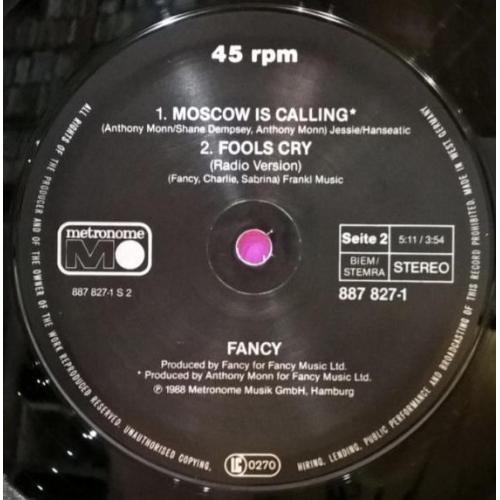 45 rpm
1. MOSCOW IS CALLING*
(Anthony Monn/Shane Dempsey, Anthony Monn) Jessie/Hanseatic
2. FOOLS CRY
(Radio Version)
(Fancy, Charlie, Sabrina) Frankl Music
metronome
M
887 827-1 S 2
Seite 2
5:11 / 3:54
BIEM/
STEMRA
STEREO
887 827-1
FANCY
Produced by Fancy for Fancy Music Ltd.
* Produced by Anthony Monn for Fancy Music Ltd.
℗ 1988 Metronome Musik GmbH, Hamburg
LC 0270
ALL RIGHTS OF THE PRODUCER AND OF THE OWNER OF THE WORK REPRODUCED RESERVED. UNAUTHORISED COPYING, HIRING, LENDING, PUBLIC PERFORMANCE AND BROADCASTING OF THIS RECORD PROHIBITED. MADE IN WEST GERMANY